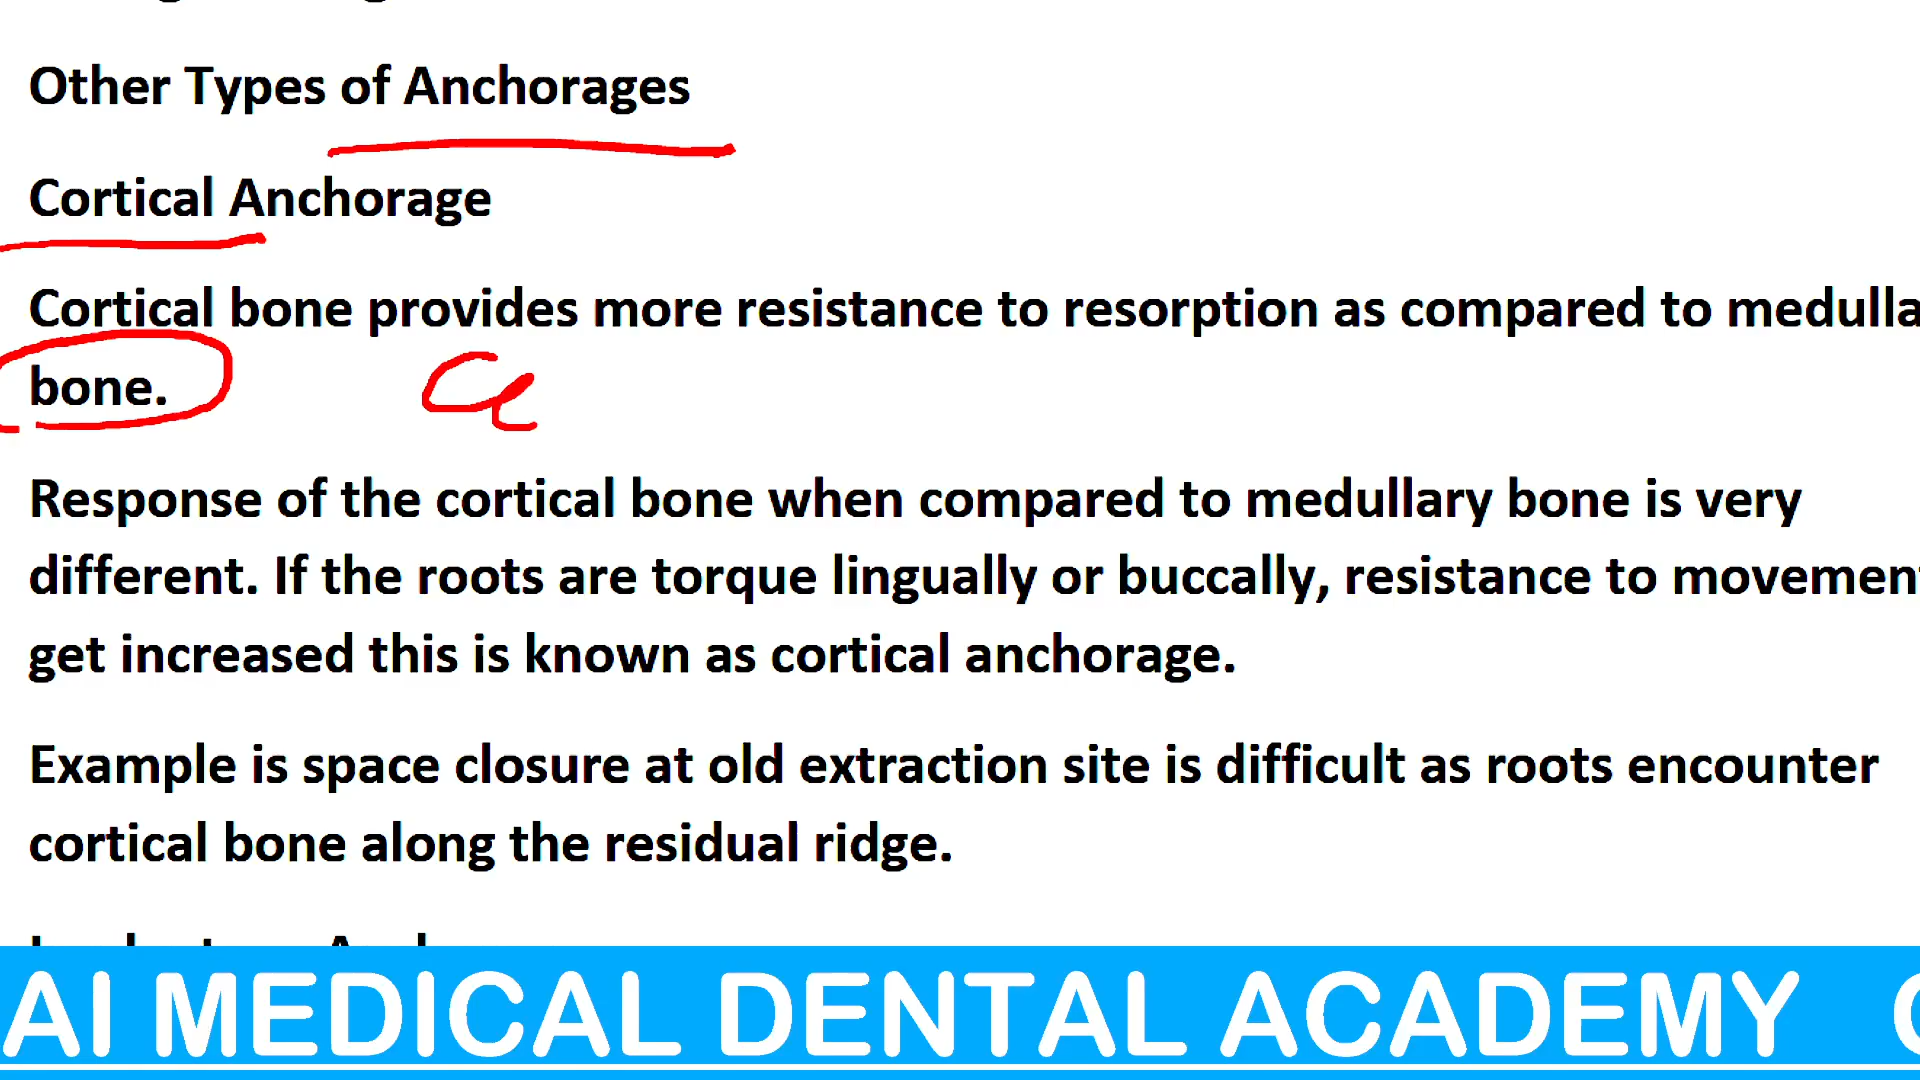 Other Types of Anchorages
Cortical Anchorage
Cortical bone provides more resistance to resorption as compared to medulla
bone.
Response of the cortical bone when compared to medullary bone is very
different. If the roots are torque lingually or buccally, resistance to movement
get increased this is known as cortical anchorage.
Example is space closure at old extraction site is difficult as roots encounter
cortical bone along the residual ridge.
AI MEDICAL DENTAL ACADEMY